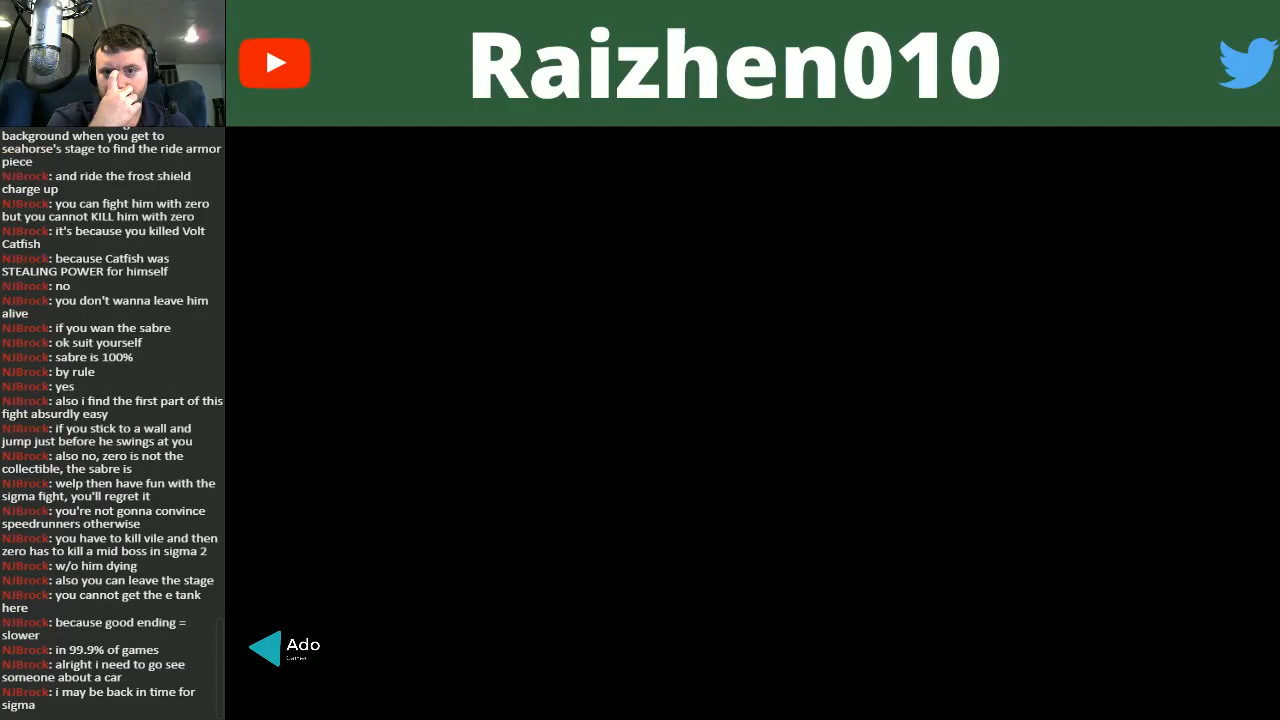 Raizhen010
background when you get to
seahorse's stage to find the ride armor
piece
NJBrock: and ride the frost shield
charge up
NJBrock: you can fight him with zero
but you cannot KILL him with zero
NJBrock: it's because you killed Volt
Catfish
NJBrock: because Catfish was
STEALING POWER for himself
NJBrock: no
NJBrock: you don't wanna leave him
alive
NJBrock: if you wan the sabre
NJBrock: ok suit yourself
NJBrock: sabre is 100%
NJBrock: by rule
NJBrock: yes
NJBrock: also i find the first part of this
fight absurdly easy
NJBrock: if you stick to a wall and
jump just before he swings at you
NJBrock: also no, zero is not the
collectible, the sabre is
NJBrock: welp then have fun with the
sigma fight, you'll regret it
NJBrock: you're not gonna convince
speedrunners otherwise
NJBrock: you have to kill vile and then
zero has to kill a mid boss in sigma 2
NJBrock: w/o him dying
NJBrock: also you can leave the stage
NJBrock: you cannot get the e tank
here
NJBrock: because good ending =
slower
NJBrock: in 99.9% of games
NJBrock: alright i need to go see
someone about a car
NJBrock: i may be back in time for
sigma
Ado